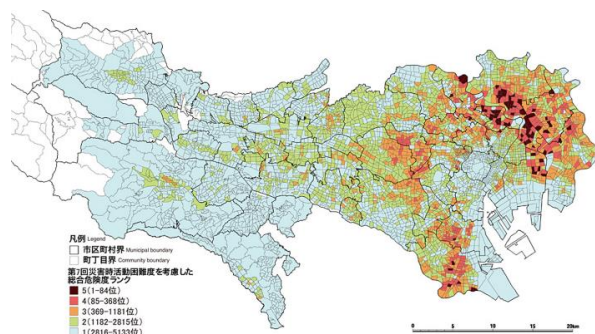 凡例 Legend
市区町村界 Municipal boundary
町丁目界 Community boundary
第7回災害時活動困難度を考慮した
総合危険度ランク
5(1-84位)
4(85-368位)
3(369-1181位)
2(1182-2815位)
1(2816-5133位)
0 5 10 15 20km